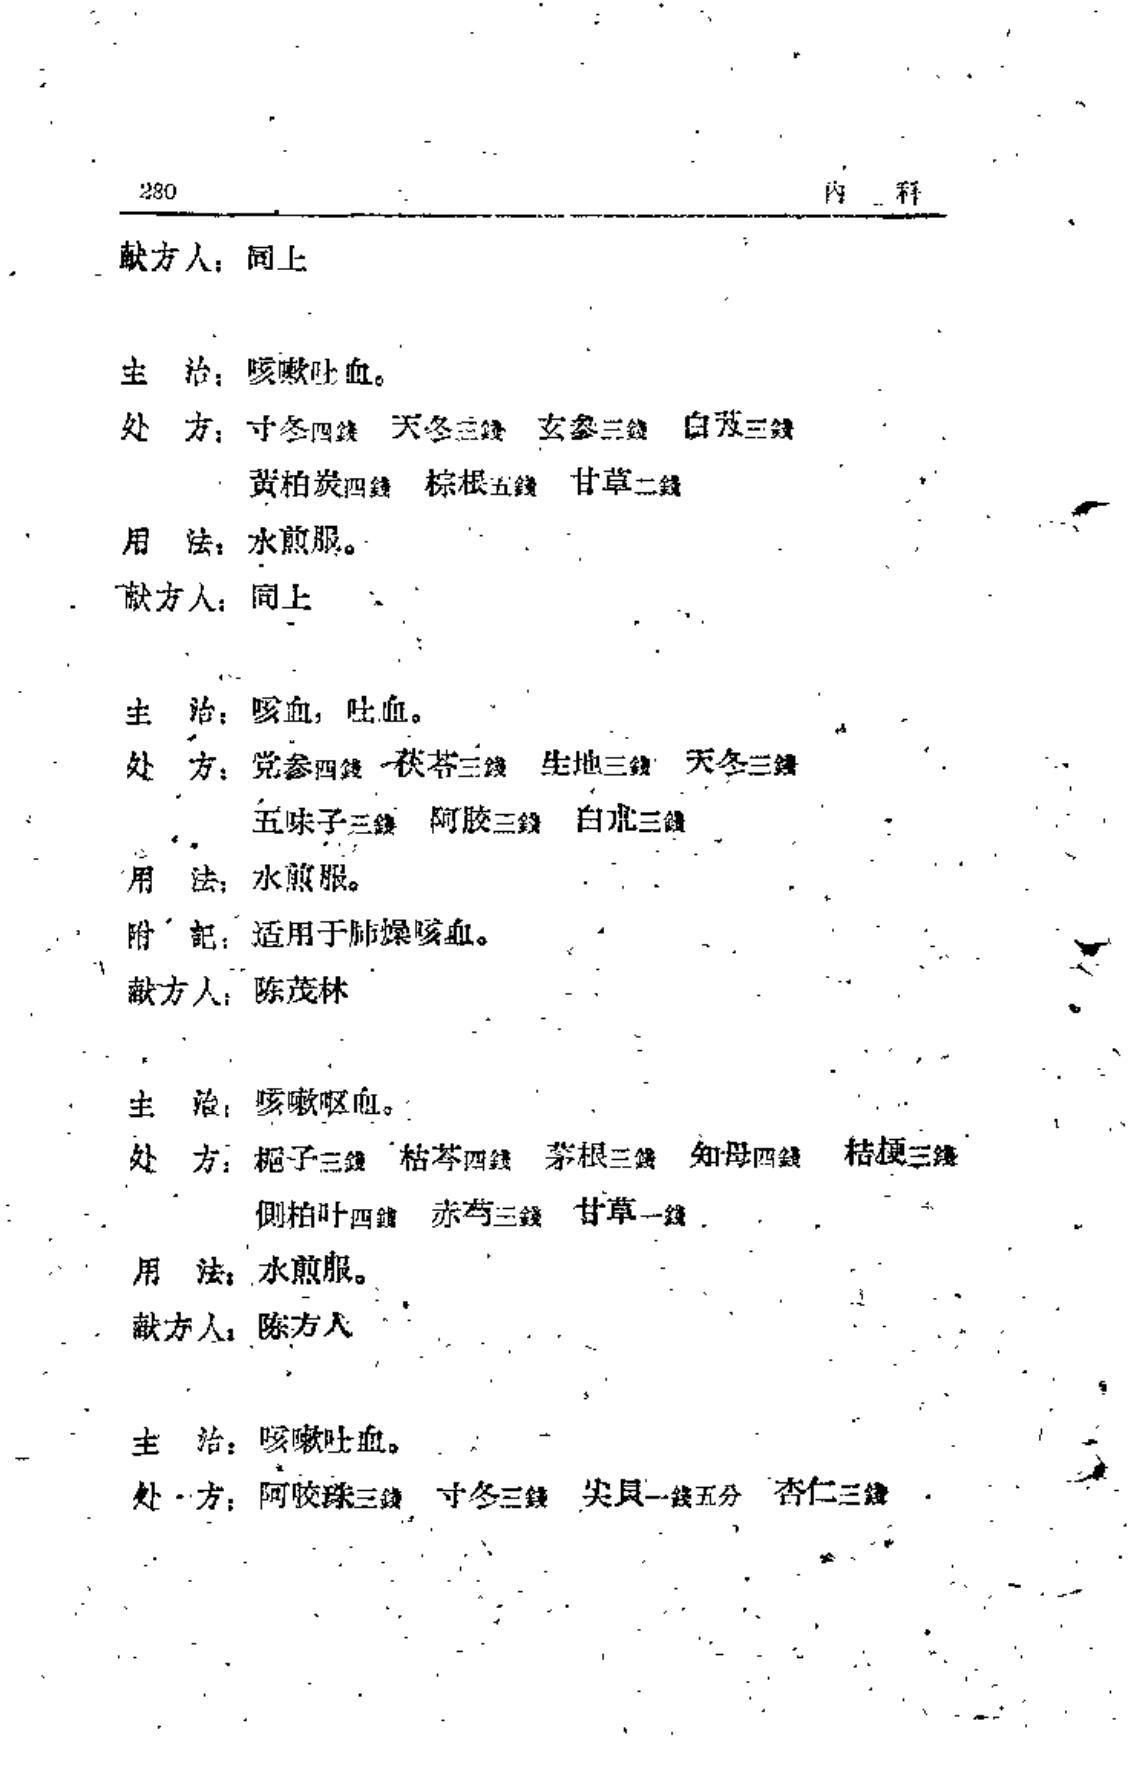 280 内 科
献方人：同上
主 治：咳嗽吐血。
处 方：寸冬四錢 天冬三錢 玄参三錢 白芨三錢
黄柏炭四錢 棕根五錢 甘草二錢
用 法：水煎服。
献方人：同上
主 治：咳血，吐血。
处 方：党参四錢 茯苓三錢 生地三錢 天冬三錢
五味子三錢 阿胶三錢 白朮三錢
用 法：水煎服。
附 記：适用于肺燥咳血。
献方人：陈茂林
主 治：咳嗽呕血。
处 方：梔子三錢 枯芩四錢 茅根三錢 知母四錢 桔梗三錢
側柏叶四錢 赤芍三錢 甘草一錢
用 法：水煎服。
献方人：陈方人
主 治：咳嗽吐血。
处 方：阿胶珠三錢 寸冬三錢 尖貝一錢五分 杏仁三錢